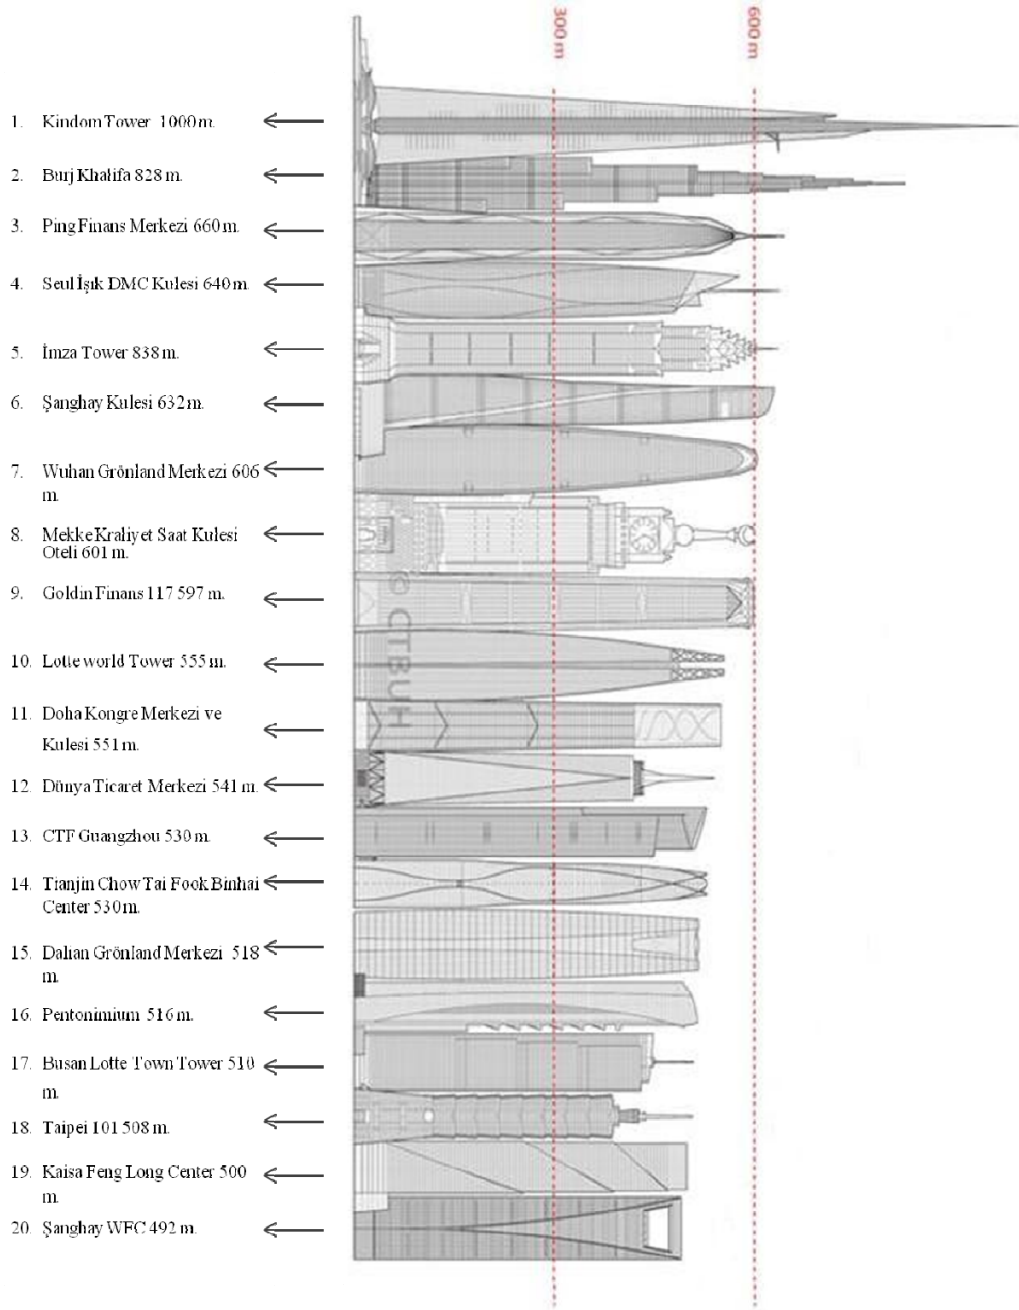 300 m
600 m
1. Kindom Tower 1000 m.
2. Burj Khalifa 828 m.
3. Ping Finans Merkezi 660 m.
4. Seul İşık DMC Kulesi 640 m.
5. İmza Tower 838 m.
6. Şanghay Kulesi 632 m.
7. Wuhan Grönland Merkezi 606
m.
8. Mekke Kraliyet Saat Kulesi
Oteli 601 m.
9. Goldin Finans 117 597 m.
10. Lotte world Tower 555 m.
11. Doha Kongre Merkezi ve
Kulesi 551 m.
12. Dünya Ticaret Merkezi 541 m.
13. CTF Guangzhou 530 m.
14. Tianjin Chow Tai Fook Binhai
Center 530 m.
15. Dalian Grönland Merkezi 518
m.
16. Pentonimium 516 m.
17. Busan Lotte Town Tower 510
m.
18. Taipei 101 508 m.
19. Kaisa Feng Long Center 500
m.
20. Şanghay WFC 492 m.
© CTBUH